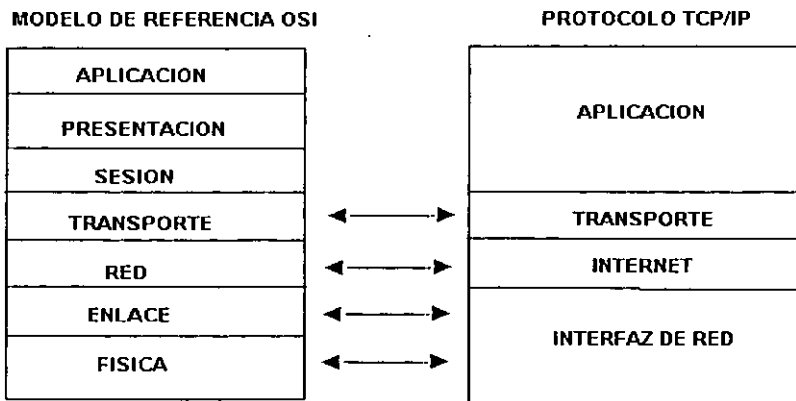 MODELO DE REFERENCIA OSI
APLICACION
PRESENTACION
SESION
TRANSPORTE
RED
ENLACE
FISICA
PROTOCOLO TCP/IP
APLICACION
TRANSPORTE
INTERNET
INTERFAZ DE RED